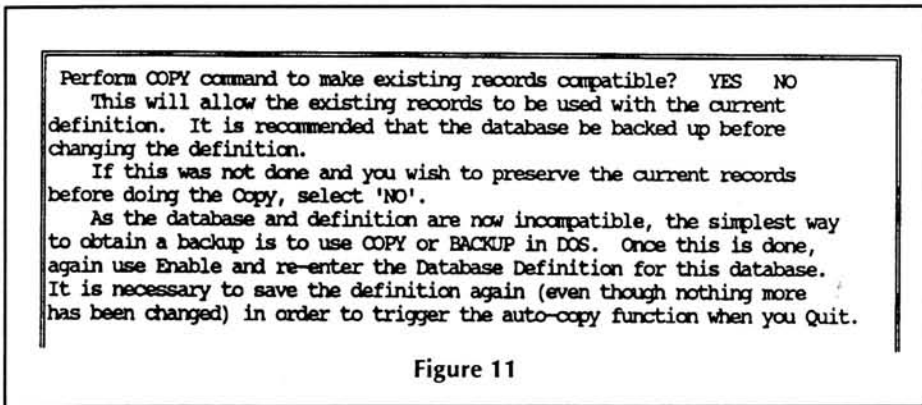 Perform COPY command to make existing records compatible?   YES   NO
This will allow the existing records to be used with the current
definition.  It is recommended that the database be backed up before
changing the definition.
If this was not done and you wish to preserve the current records
before doing the Copy, select 'NO'.
As the database and definition are now incompatible, the simplest way
to obtain a backup is to use COPY or BACKUP in DOS.  Once this is done,
again use Enable and re-enter the Database Definition for this database.
It is necessary to save the definition again (even though nothing more
has been changed) in order to trigger the auto-copy function when you Quit.
Figure 11